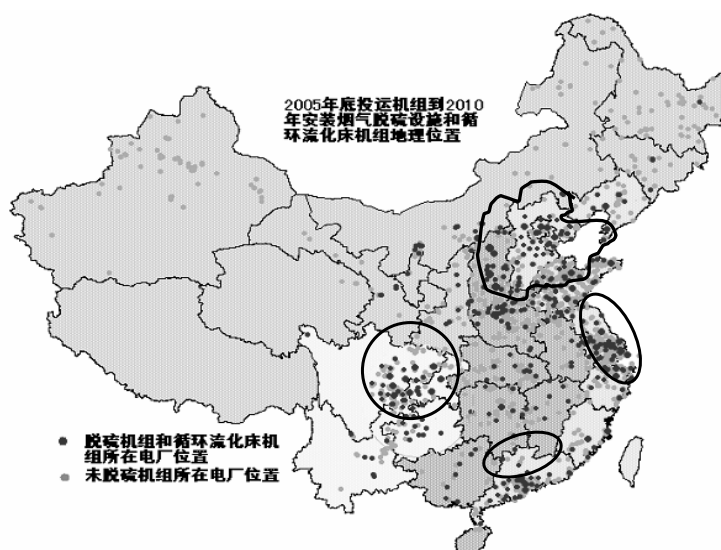 2005年底投运机组到2010
年安装烟气脱硫设施和循
环流化床机组地理位置
脱硫机组和循环流化床机
组所在电厂位置
未脱硫机组所在电厂位置